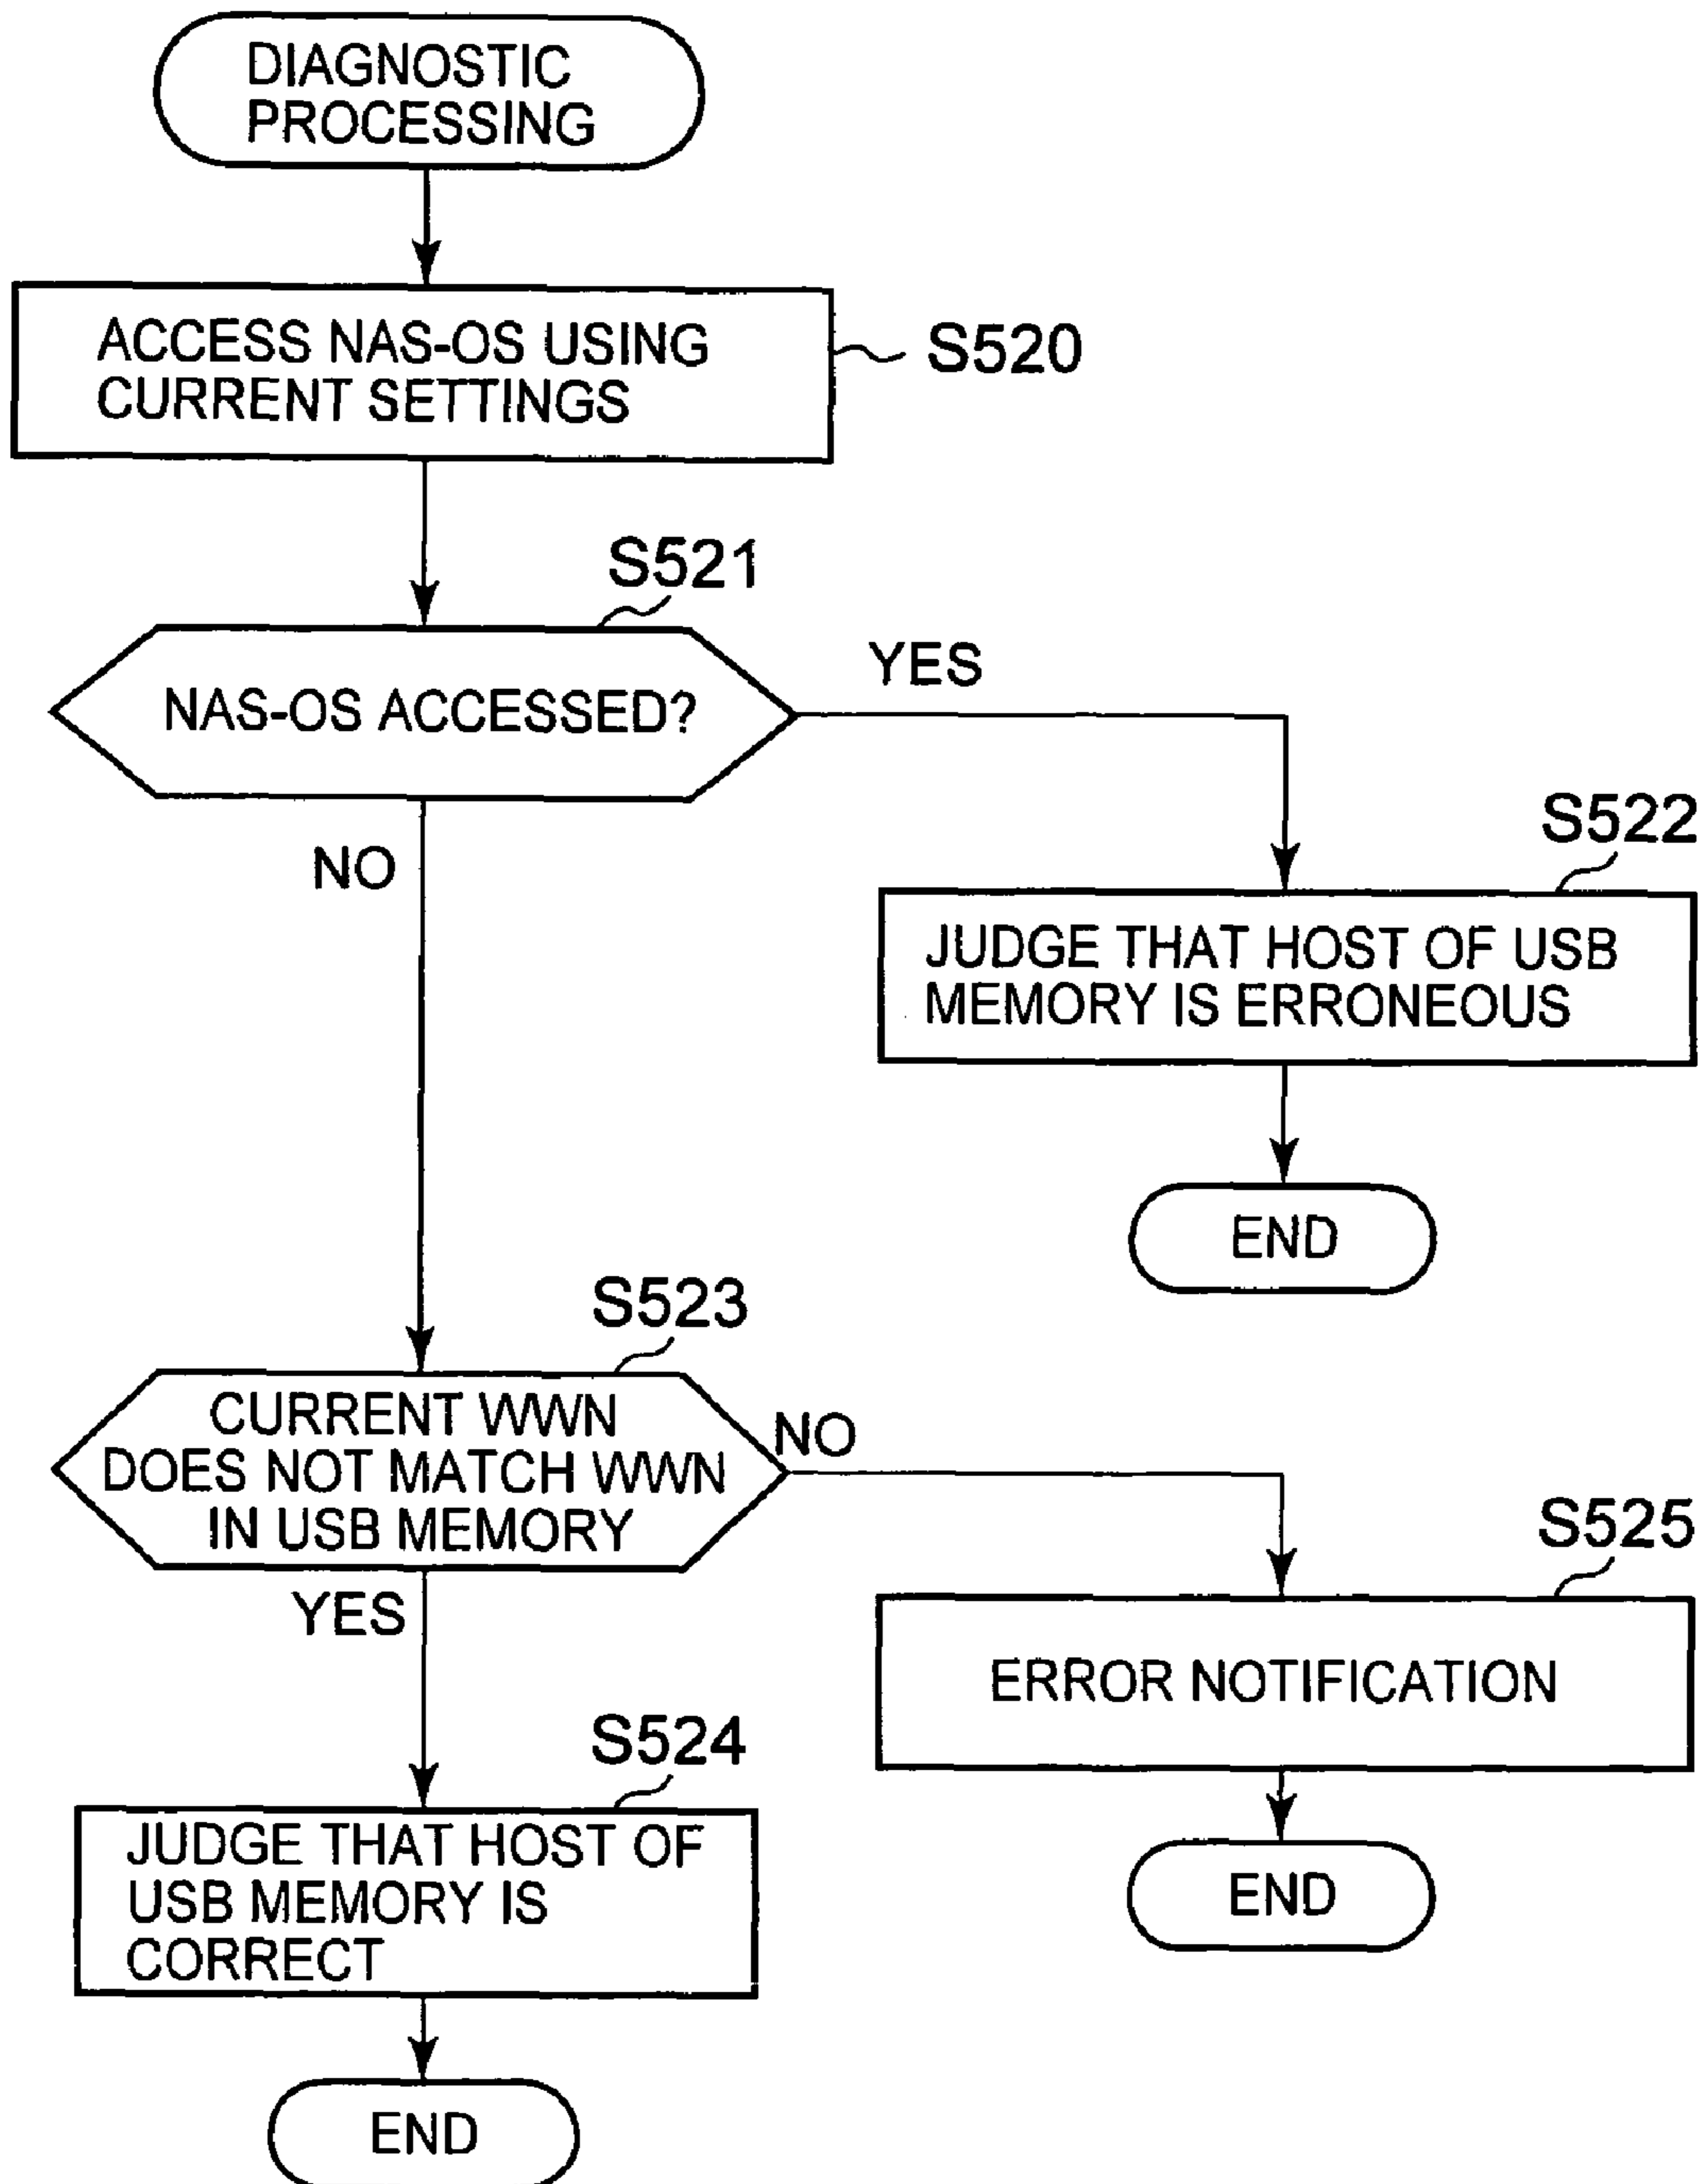 DIAGNOSTIC
PROCESSING
ACCESS NAS-OS USING
CURRENT SETTINGS
S520
S521
NAS-OS ACCESSED?
YES
NO
S522
JUDGE THAT HOST OF USB
MEMORY IS ERRONEOUS
END
S523
CURRENT WWN
DOES NOT MATCH WWN
IN USB MEMORY
NO
YES
S525
ERROR NOTIFICATION
END
S524
JUDGE THAT HOST OF
USB MEMORY IS
CORRECT
END